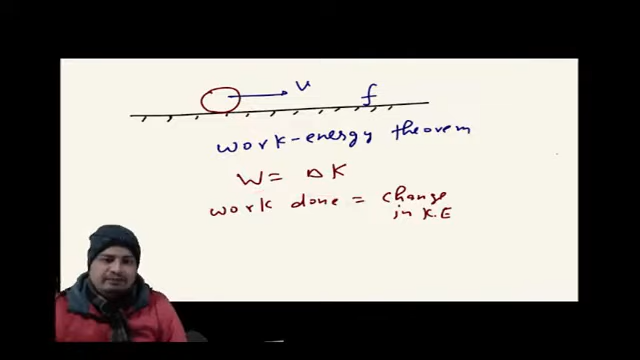 v f
work-energy theorem
W = ΔK
work done = change
in K.E